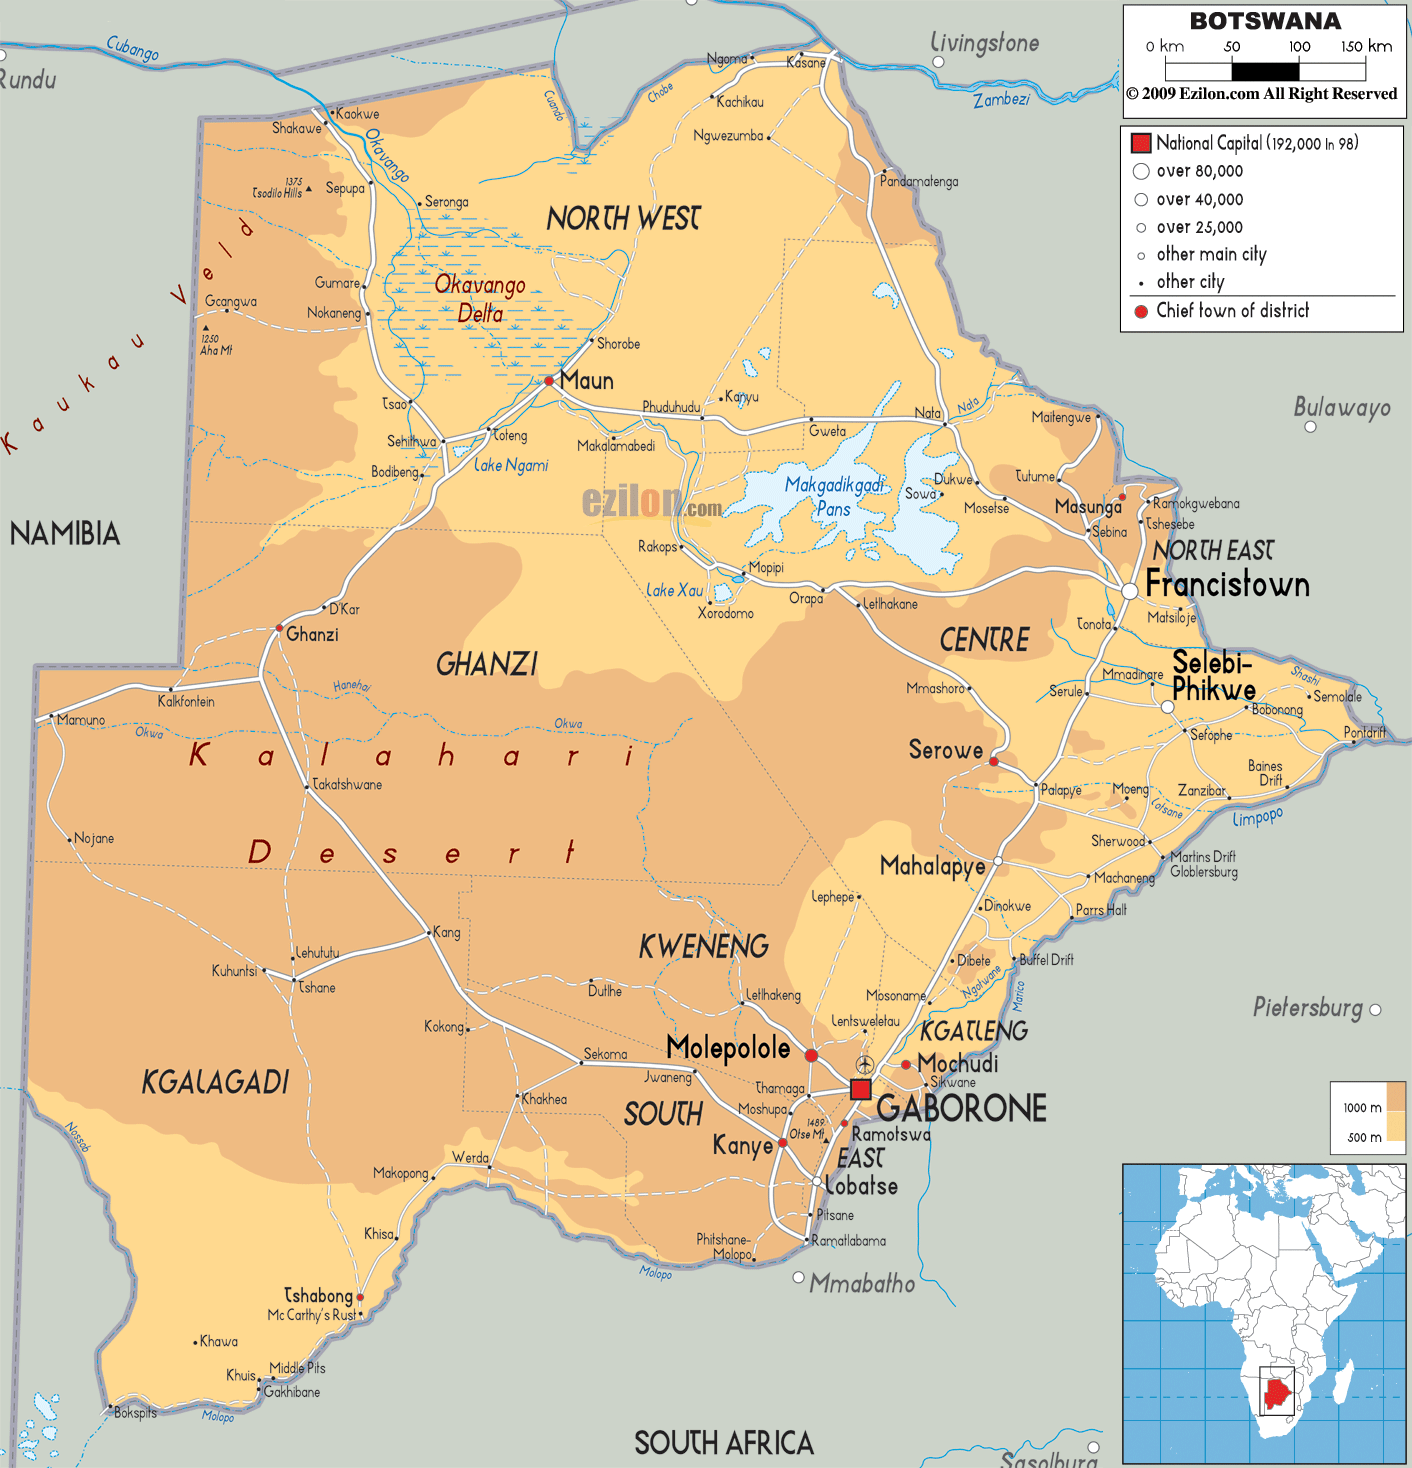 BOTSWANA
0 km 50 100 150 km
© 2009 Ezilon.com All Right Reserved
National Capital (192,000 In 98)
over 80,000
over 40,000
over 25,000
other main city
other city
Chief town of district
Cubango
Rundu
Livingstone
Zambezi
Ngoma
Kasane
Chobe
Kachikau
Cuando
Ngwezumba
Kaokwe
Shakawe
Okavango
1375
Tsodilo Hills
Sepupa
Seronga
Pandamatenga
NORTH WEST
Kaukau Veld
Gumare
Okavango
Delta
Gcangwa
Nokaneng
1250
Aha Mt
Shorobe
Maun
Tsao
Kanyu
Phuduhudu
Nata
Nata
Gweta
Maitengwe
Bulawayo
Sehithwa
Toteng
Makalamabedi
Lake Ngami
Bodibeng
Makgadikgadi
Pans
Dukwe
Sowa
Mosetse
Tutume
Masunga
Ramokgwebana
Tshesebe
Sebina
ezilon.com
NAMIBIA
NORTH EAST
Francistown
Rakops
Mopipi
Lake Xau
Xorodomo
Orapa
Letlhakane
Matsiloje
Tonota
D'Kar
Ghanzi
GHANZI
CENTRE
Selebi-
Phikwe
Mmadinare
Shashi
Semolale
Serule
Mmashoro
Bobonong
Hanehai
Kalkfontein
Mamuno
Okwa
Okwa
Sefophe
Pontdrift
Kalahari
Serowe
Baines
Drift
Takatshwane
Palapye
Moeng
Zanzibar
Lotsane
Limpopo
Nojane
Desert
Sherwood
Martins Drift
Globlersburg
Mahalapye
Machaneng
Lephepe
Dinokwe
Parrs Halt
Kang
KWENENG
Lehututu
Kuhuntsi
Tshane
Dibete
Buffel Drift
Ngotwane
Marico
Dutlhe
Letlhakeng
Mosoname
Pietersburg
Kokong
Lentsweletau
KGATLENG
Molepolole
Mochudi
Sekoma
Jwaneng
Sikwane
KGALAGADI
Thamaga
GABORONE
Khakhea
SOUTH
Moshupa
1489
Otse Mt
Ramotswa
Kanye
EAST
1000 m
500 m
Nossob
Werda
Makopong
Lobatse
Pitsane
Khisa
Phitshane-
Molopo
Ramatlabama
Molopo
Mmabatho
Tshabong
Mc Carthy's Rust
Khawa
Middle Pits
Khuis
Gakhibane
Bokspits
Molopo
SOUTH AFRICA
Sasolburg